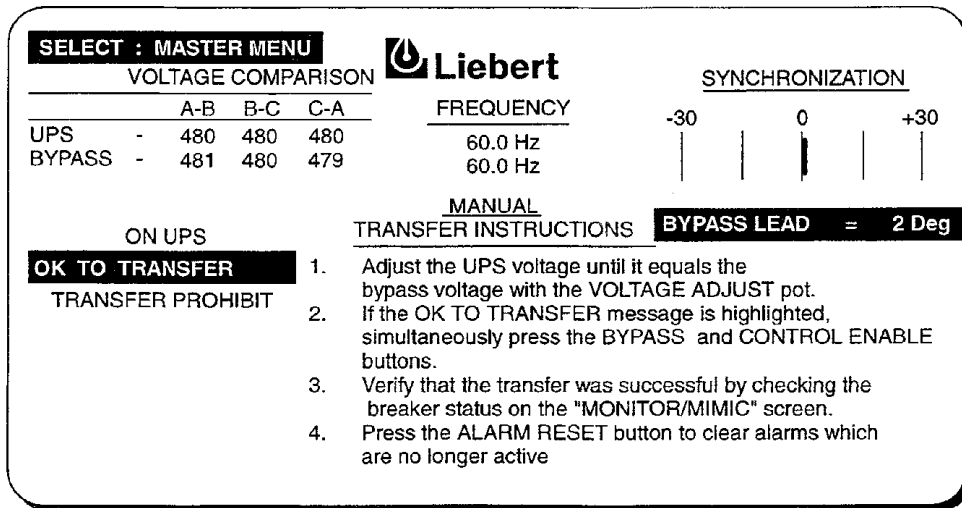 SELECT : MASTER MENU
Liebert
VOLTAGE COMPARISON
A-B B-C C-A
UPS - 480 480 480
BYPASS - 481 480 479
FREQUENCY
60.0 Hz
60.0 Hz
SYNCHRONIZATION
-30 0 +30
BYPASS LEAD = 2 Deg
ON UPS
OK TO TRANSFER
TRANSFER PROHIBIT
MANUAL
TRANSFER INSTRUCTIONS
1. Adjust the UPS voltage until it equals the
bypass voltage with the VOLTAGE ADJUST pot.
2. If the OK TO TRANSFER message is highlighted,
simultaneously press the BYPASS and CONTROL ENABLE
buttons.
3. Verify that the transfer was successful by checking the
breaker status on the "MONITOR/MIMIC" screen.
4. Press the ALARM RESET button to clear alarms which
are no longer active